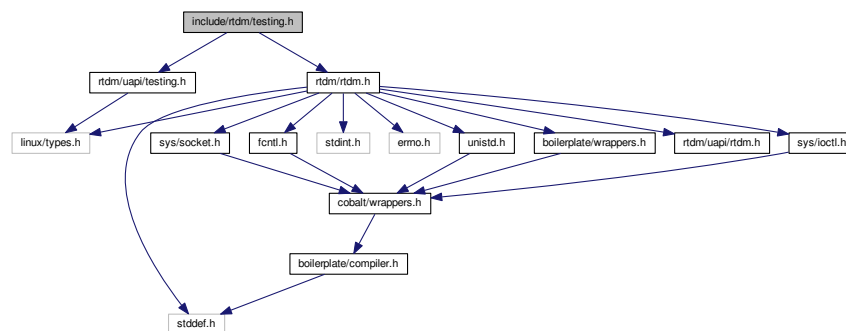 include/rtdm/testing.h
rtdm/uapi/testing.h
rtdm/rtdm.h
linux/types.h
sys/socket.h
fcntl.h
stdint.h
errno.h
unistd.h
boilerplate/wrappers.h
rtdm/uapi/rtdm.h
sys/ioctl.h
cobalt/wrappers.h
boilerplate/compiler.h
stddef.h